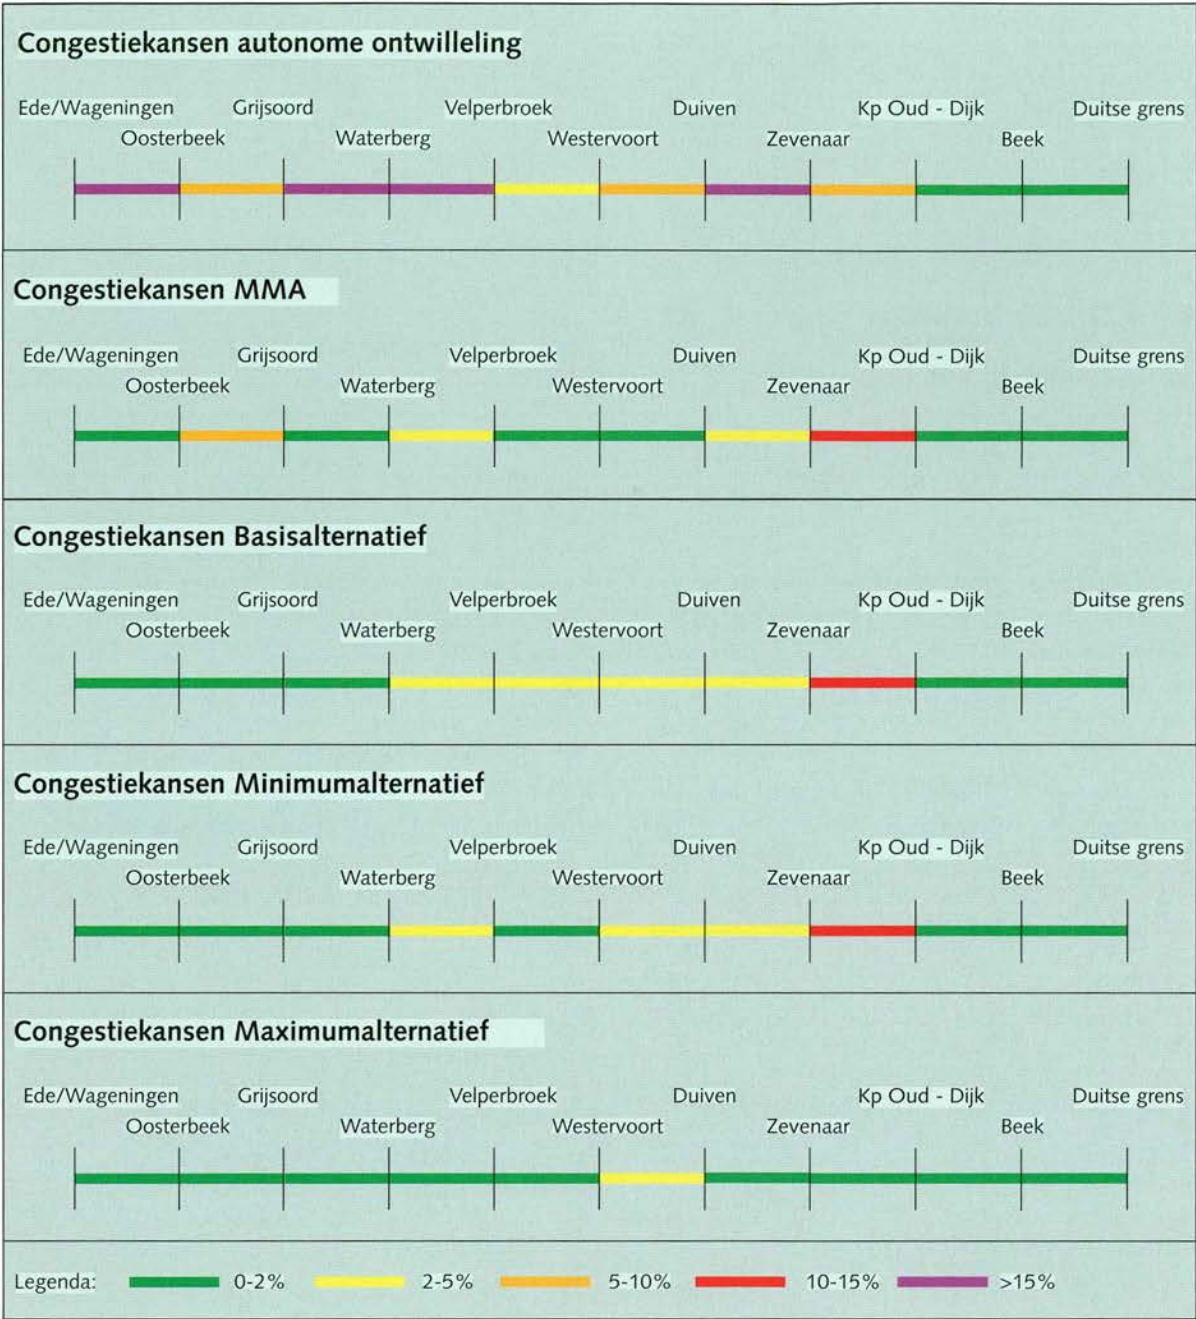 Congestiekansen autonome ontwilleling
Ede/Wageningen Grijsoord Velperbroek Duiven Kp Oud - Dijk Duitse grens
Oosterbeek Waterberg Westervoort Zevenaar Beek
Congestiekansen MMA
Ede/Wageningen Grijsoord Velperbroek Duiven Kp Oud - Dijk Duitse grens
Oosterbeek Waterberg Westervoort Zevenaar Beek
Congestiekansen Basisalternatief
Ede/Wageningen Grijsoord Velperbroek Duiven Kp Oud - Dijk Duitse grens
Oosterbeek Waterberg Westervoort Zevenaar Beek
Congestiekansen Minimumalternatief
Ede/Wageningen Grijsoord Velperbroek Duiven Kp Oud - Dijk Duitse grens
Oosterbeek Waterberg Westervoort Zevenaar Beek
Congestiekansen Maximumalternatief
Ede/Wageningen Grijsoord Velperbroek Duiven Kp Oud - Dijk Duitse grens
Oosterbeek Waterberg Westervoort Zevenaar Beek
Legenda: 0-2% 2-5% 5-10% 10-15% >15%